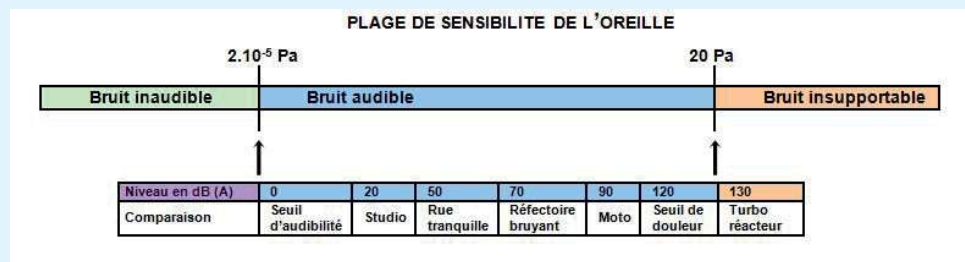 PLAGE DE SENSIBILITE DE L'OREILLE
2.10⁻⁵ Pa 20 Pa
Bruit inaudible Bruit audible Bruit insupportable
Niveau en dB (A) 0 20 50 70 90 120 130
Comparaison Seuil d'audibilité Studio Rue tranquille Réfectoire bruyant Moto Seuil de douleur Turbo réacteur